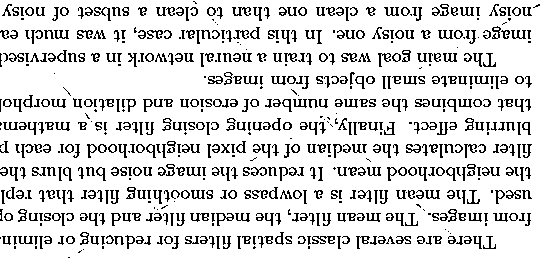 There are several classic spatial filters for reducing or elimin
from images. The mean filter, the median filter and the closing op
used. The mean filter is a lowpass or smoothing filter that repl
the neighborhood mean. It reduces the image noise but blurs the
filter calculates the median of the pixel neighborhood for each p
blurring effect. Finally, the opening closing filter is a mathema
that combines the same number of erosion and dilation morphol
to eliminate small objects from images.
The main goal was to train a neural network in a supervised
image from a noisy one. In this particular case, it was much ea
noisy image from a clean one than to clean a subset of noisy